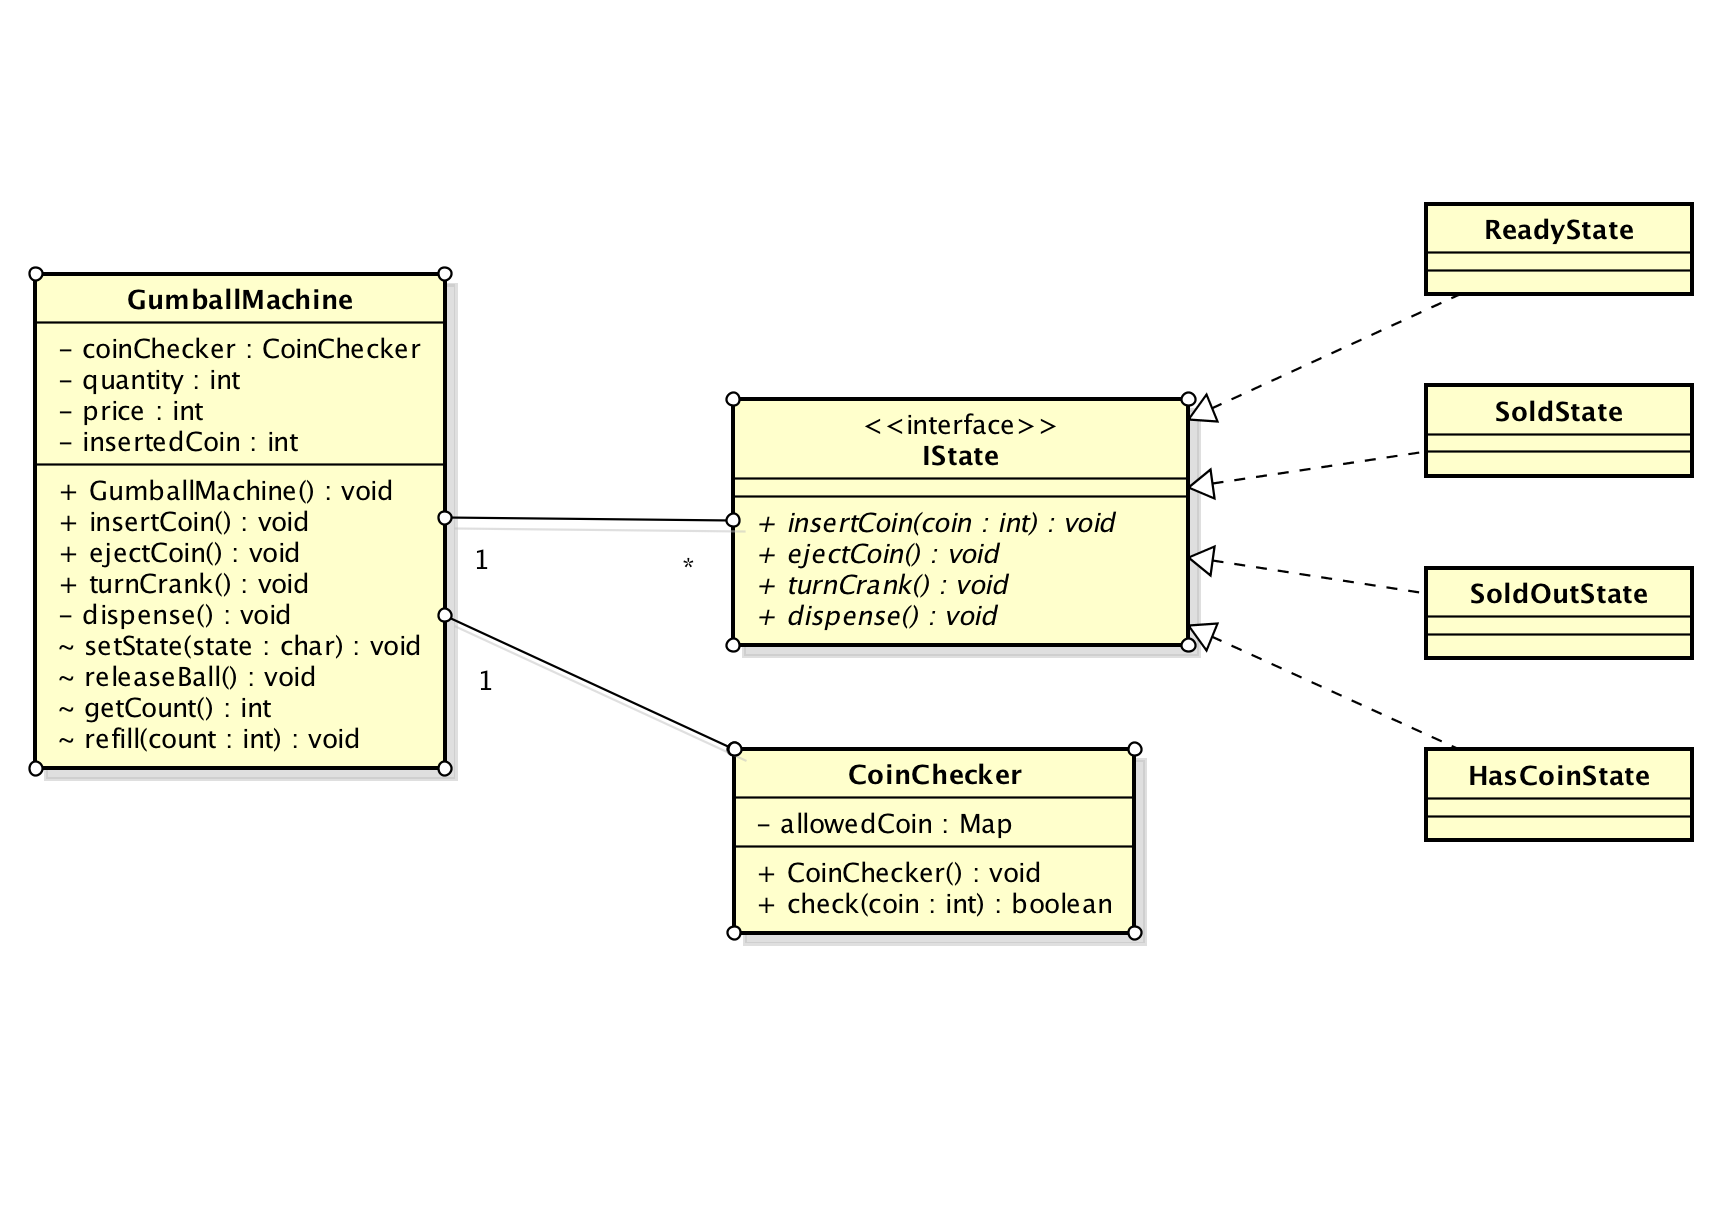 GumballMachine
– coinChecker : CoinChecker
– quantity : int
– price : int
– insertedCoin : int
+ GumballMachine() : void
+ insertCoin() : void
+ ejectCoin() : void
+ turnCrank() : void
– dispense() : void
~ setState(state : char) : void
~ releaseBall() : void
~ getCount() : int
~ refill(count : int) : void
1
*
1
<<interface>>
IState
+ insertCoin(coin : int) : void
+ ejectCoin() : void
+ turnCrank() : void
+ dispense() : void
CoinChecker
– allowedCoin : Map
+ CoinChecker() : void
+ check(coin : int) : boolean
ReadyState
SoldState
SoldOutState
HasCoinState